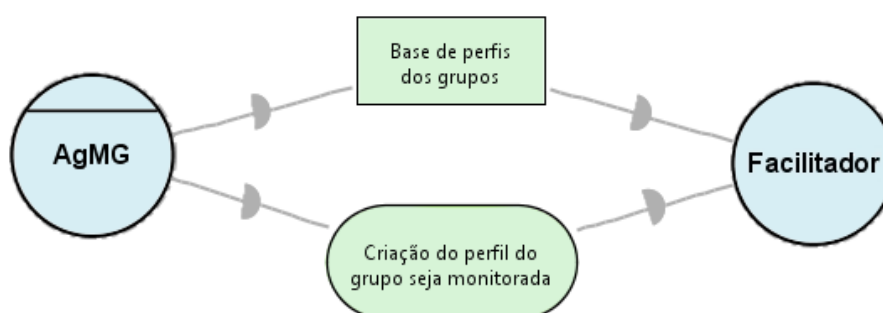 Base de perfis
dos grupos
AgMG
Facilitador
Criação do perfil do
grupo seja monitorada